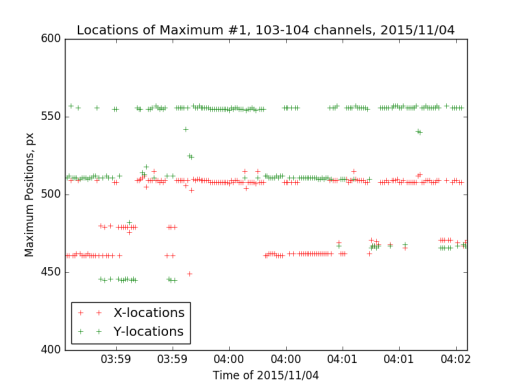 Locations of Maximum #1, 103-104 channels, 2015/11/04
600
550
500
450
400
Maximum Positions, px
X-locations
Y-locations
03:59 03:59 04:00 04:00 04:01 04:01 04:02
Time of 2015/11/04